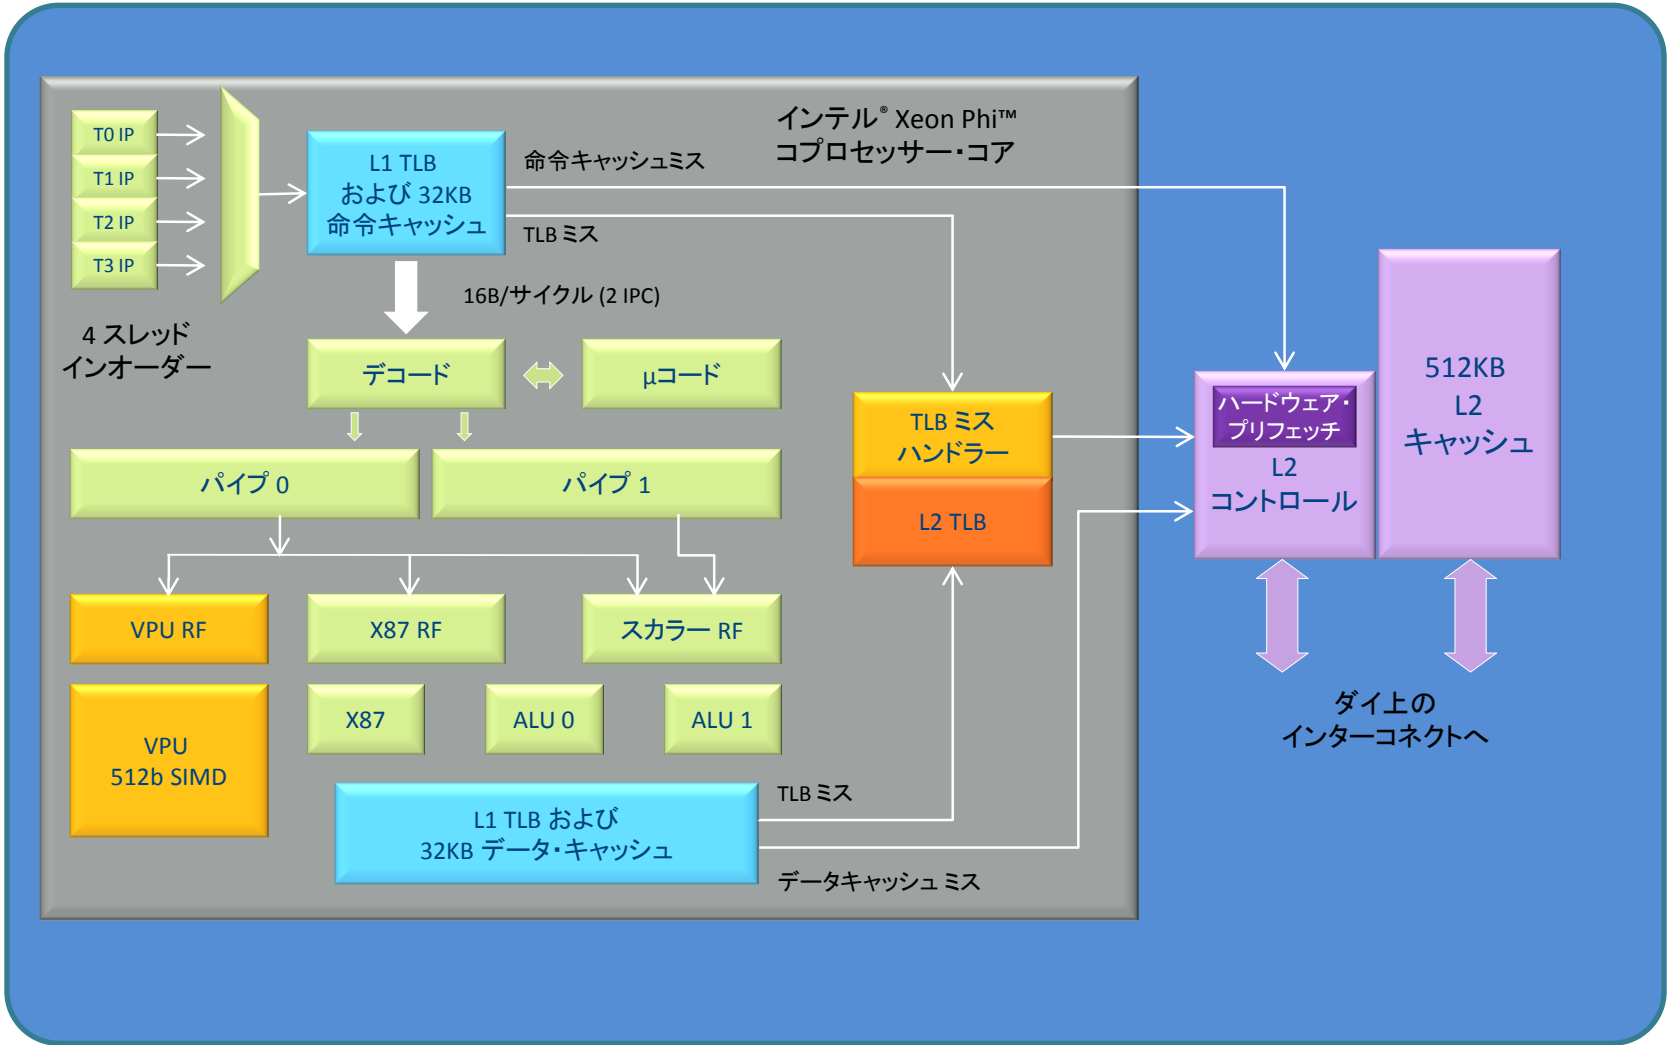 T0 IP
T1 IP
T2 IP
T3 IP
4 スレッド
インオーダー
L1 TLB
および 32KB
命令キャッシュ
命令キャッシュミス
TLB ミス
インテル® Xeon Phi™
コプロセッサー・コア
16B/サイクル (2 IPC)
デコード
μコード
パイプ 0
パイプ 1
TLB ミス
ハンドラー
L2 TLB
ハードウェア・
プリフェッチ
L2
コントロール
512KB
L2
キャッシュ
VPU RF
X87 RF
スカラー RF
VPU
512b SIMD
X87
ALU 0
ALU 1
L1 TLB および
32KB データ・キャッシュ
TLB ミス
データキャッシュ ミス
ダイ上の
インターコネクトへ